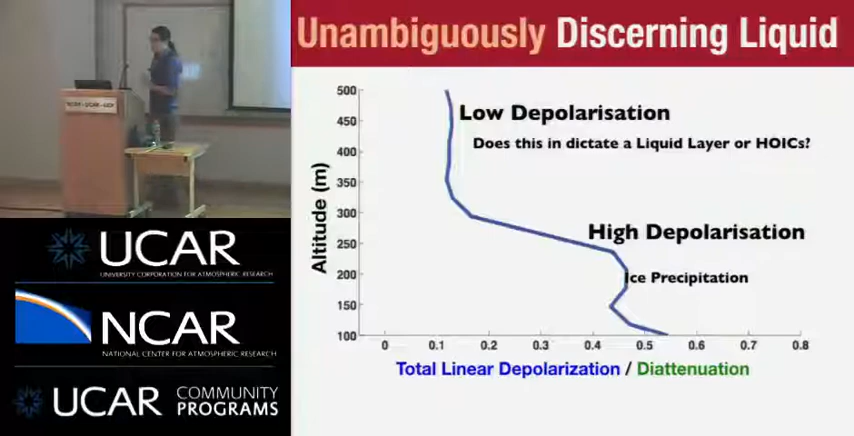 Unambiguously Discerning Liquid
NCAR-UCAR-UCP
UCAR
UNIVERSITY CORPORATION FOR ATMOSPHERIC RESEARCH
NCAR
NATIONAL CENTER FOR ATMOSPHERIC RESEARCH
UCAR COMMUNITY PROGRAMS
Altitude (m)
500
450
400
350
300
250
200
150
100
Low Depolarisation
Does this in dictate a Liquid Layer or HOICs?
High Depolarisation
Ice Precipitation
0 0.1 0.2 0.3 0.4 0.5 0.6 0.7 0.8
Total Linear Depolarization / Diattenuation